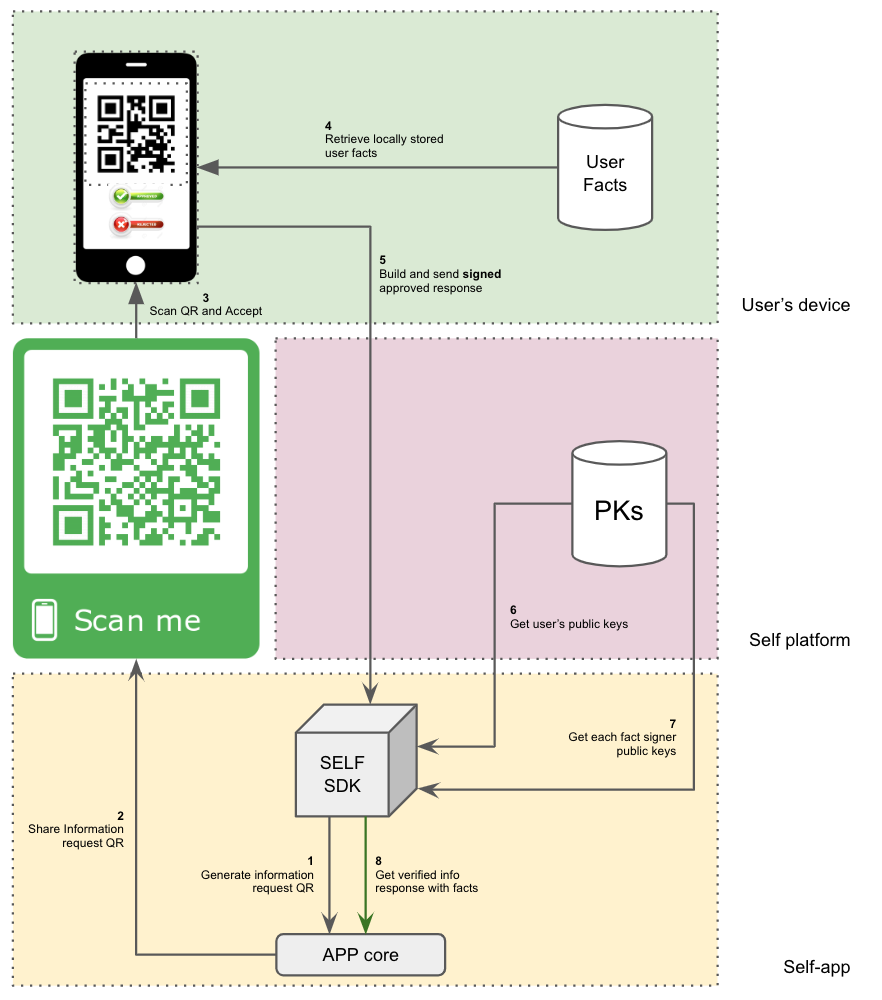 4
Retrieve locally stored
user facts
User
Facts
REJECTED
5
Build and send signed
approved response
3
Scan QR and Accept
User’s device
PKs
Scan me
6
Get user’s public keys
Self platform
7
Get each fact signer
public keys
SELF
SDK
2
Share Information
request QR
1
Generate information
request QR
8
Get verified info
response with facts
APP core
Self-app